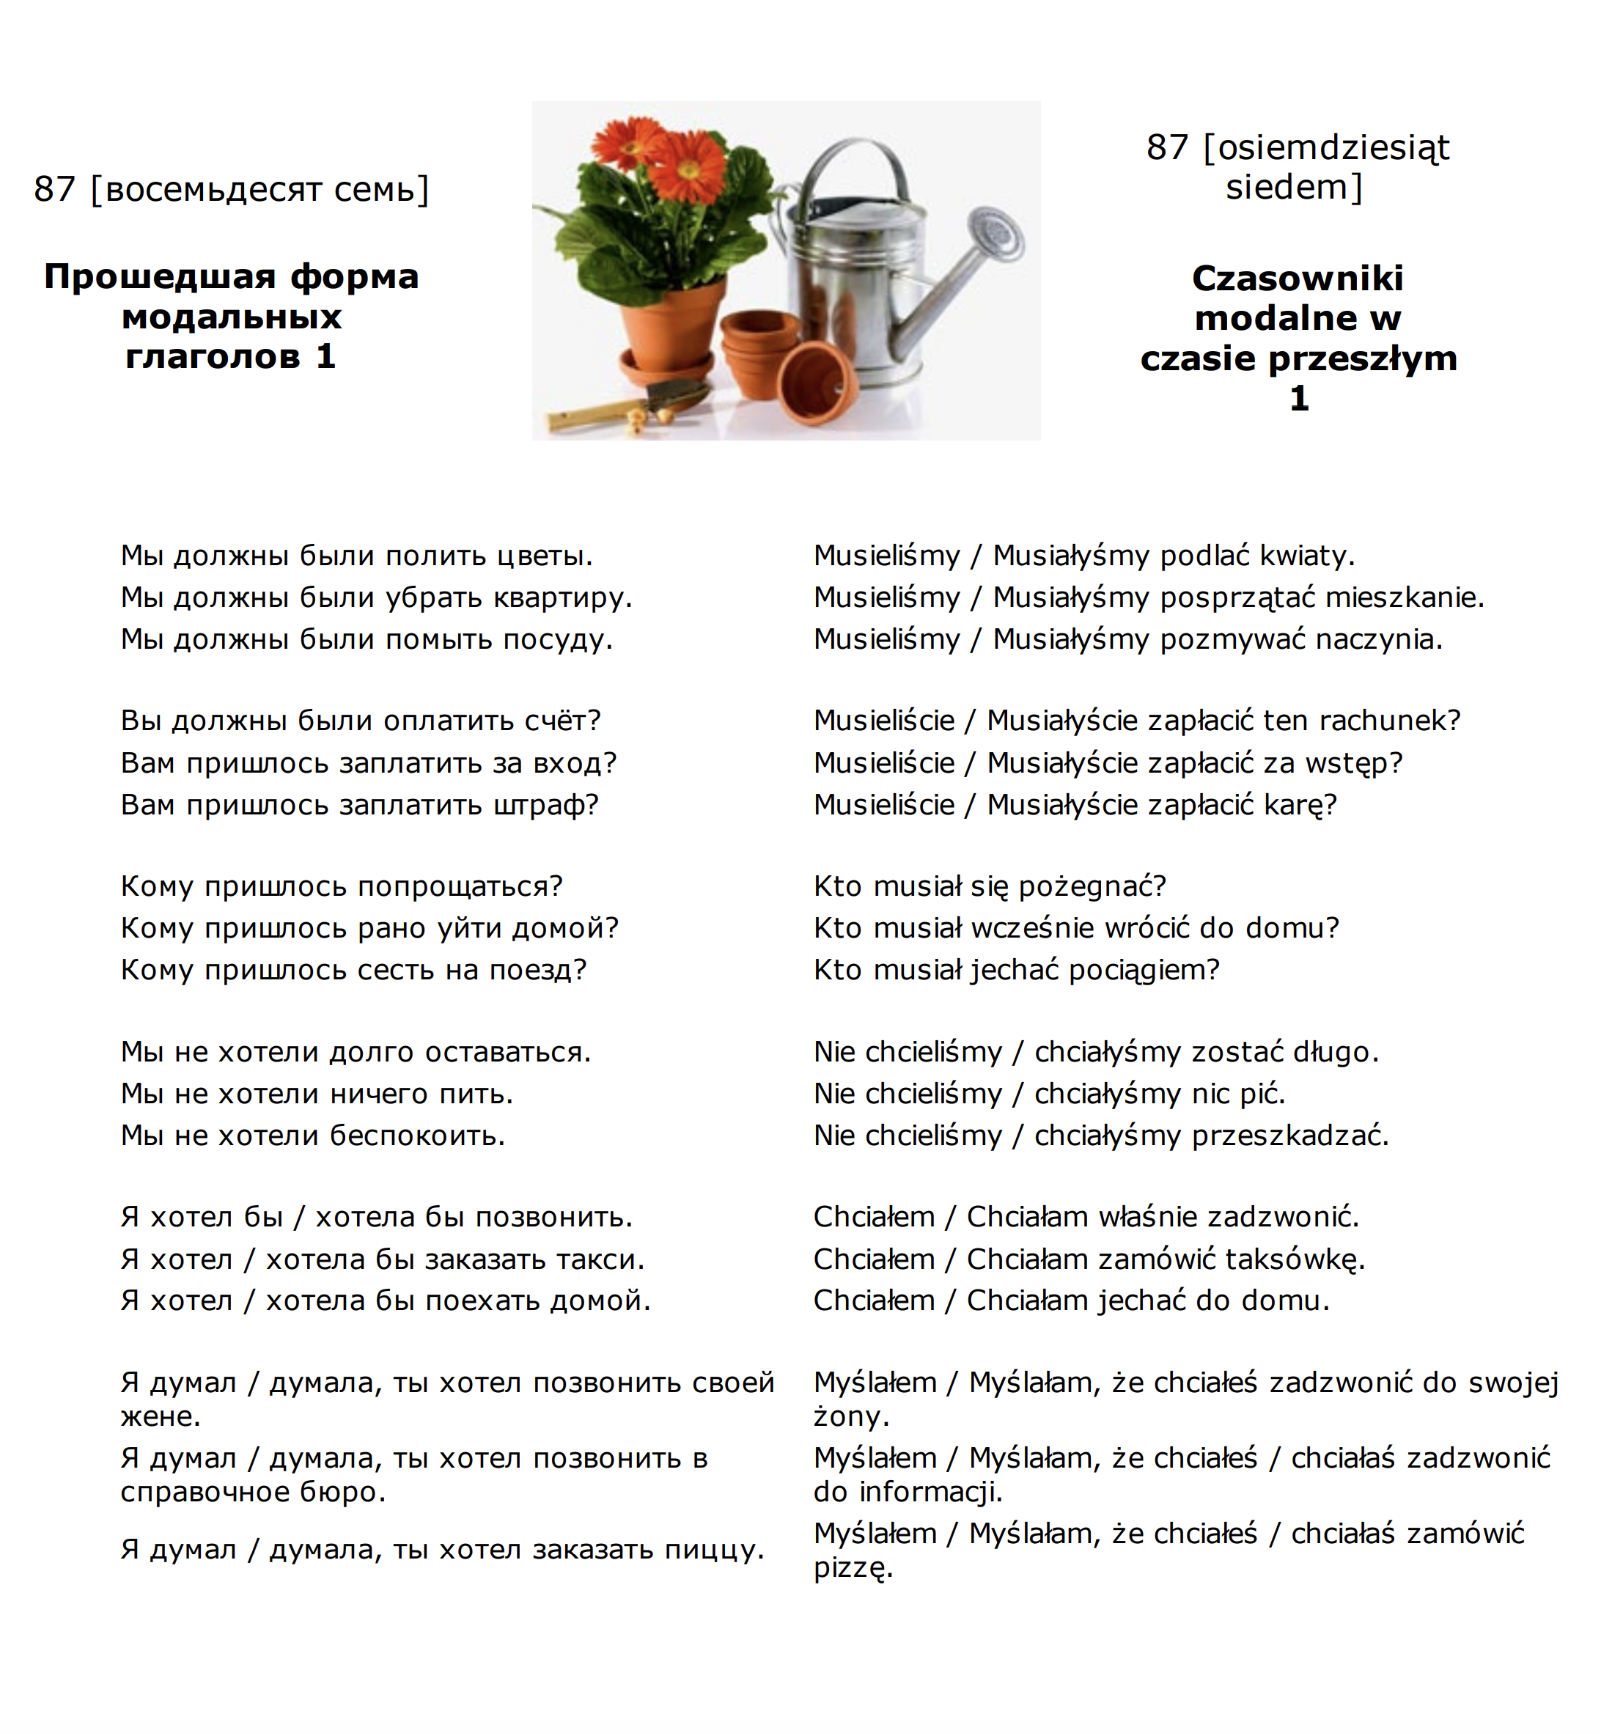 87 [восемьдесят семь]
Прошедшая форма
модальных
глаголов 1
87 [osiemdziesiąt
siedem]
Czasowniki
modalne w
czasie przeszłym
1
Мы должны были полить цветы.
Musieliśmy / Musiałyśmy podlać kwiaty.
Мы должны были убрать квартиру.
Musieliśmy / Musiałyśmy posprzątać mieszkanie.
Мы должны были помыть посуду.
Musieliśmy / Musiałyśmy pozmywać naczynia.
Вы должны были оплатить счёт?
Musieliście / Musiałyście zapłacić ten rachunek?
Вам пришлось заплатить за вход?
Musieliście / Musiałyście zapłacić za wstęp?
Вам пришлось заплатить штраф?
Musieliście / Musiałyście zapłacić karę?
Кому пришлось попрощаться?
Kto musiał się pożegnać?
Кому пришлось рано уйти домой?
Kto musiał wcześnie wrócić do domu?
Кому пришлось сесть на поезд?
Kto musiał jechać pociągiem?
Мы не хотели долго оставаться.
Nie chcieliśmy / chciałyśmy zostać długo.
Мы не хотели ничего пить.
Nie chcieliśmy / chciałyśmy nic pić.
Мы не хотели беспокоить.
Nie chcieliśmy / chciałyśmy przeszkadzać.
Я хотел бы / хотела бы позвонить.
Chciałem / Chciałam właśnie zadzwonić.
Я хотел / хотела бы заказать такси.
Chciałem / Chciałam zamówić taksówkę.
Я хотел / хотела бы поехать домой.
Chciałem / Chciałam jechać do domu.
Я думал / думала, ты хотел позвонить своей
жене.
Myślałem / Myślałam, że chciałeś zadzwonić do swojej
żony.
Я думал / думала, ты хотел позвонить в
справочное бюро.
Myślałem / Myślałam, że chciałeś / chciałaś zadzwonić
do informacji.
Я думал / думала, ты хотел заказать пиццу.
Myślałem / Myślałam, że chciałeś / chciałaś zamówić
pizzę.